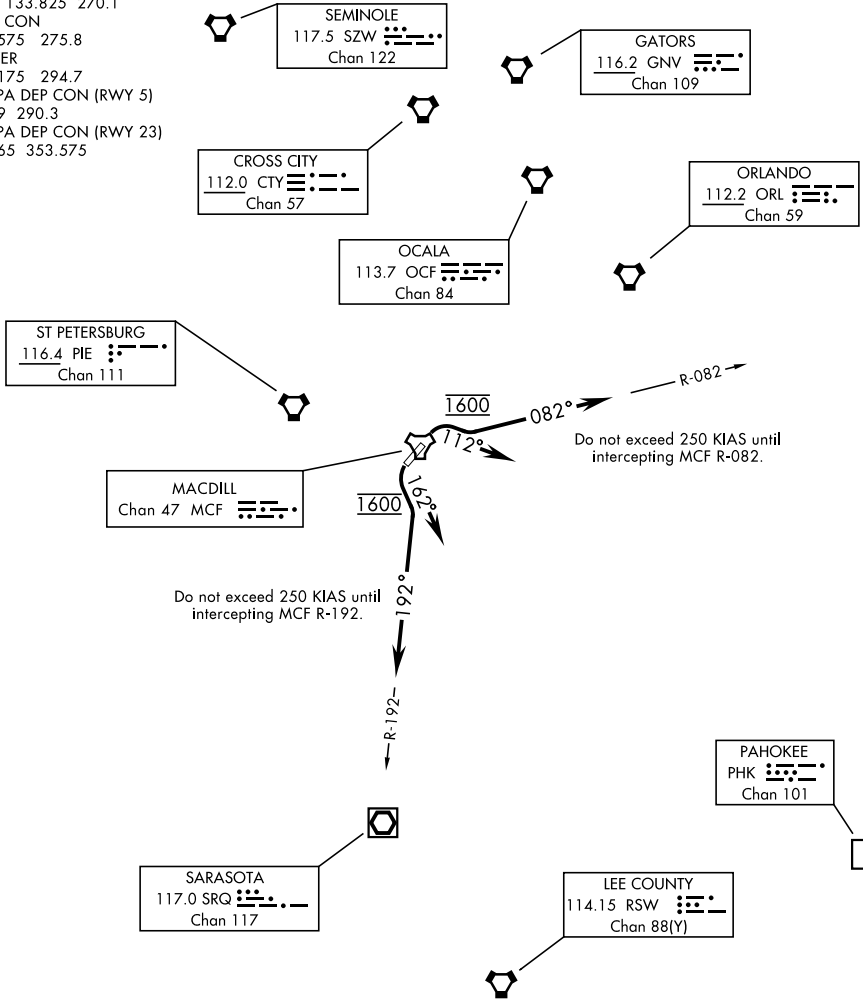 133.825 270.1
CON
575 275.8
ER
175 294.7
PA DEP CON (RWY 5)
9 290.3
PA DEP CON (RWY 23)
65 353.575
SEMINOLE
117.5 SZW
Chan 122
GATORS
116.2 GNV
Chan 109
CROSS CITY
112.0 CTY
Chan 57
ORLANDO
112.2 ORL
Chan 59
OCALA
113.7 OCF
Chan 84
ST PETERSBURG
116.4 PIE
Chan 111
R-082
1600
082°
112°
Do not exceed 250 KIAS until
intercepting MCF R-082.
MACDILL
Chan 47 MCF
1600
162°
Do not exceed 250 KIAS until
intercepting MCF R-192.
192°
R-192
PAHOKEE
PHK
Chan 101
SARASOTA
117.0 SRQ
Chan 117
LEE COUNTY
114.15 RSW
Chan 88(Y)